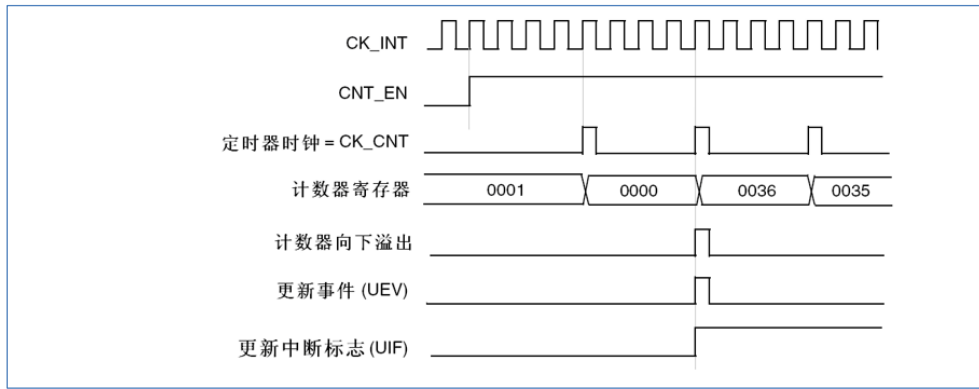 CK_INT
CNT_EN
定时器时钟 = CK_CNT
计数器寄存器 0001 0000 0036 0035
计数器向下溢出
更新事件 (UEV)
更新中断标志 (UIF)